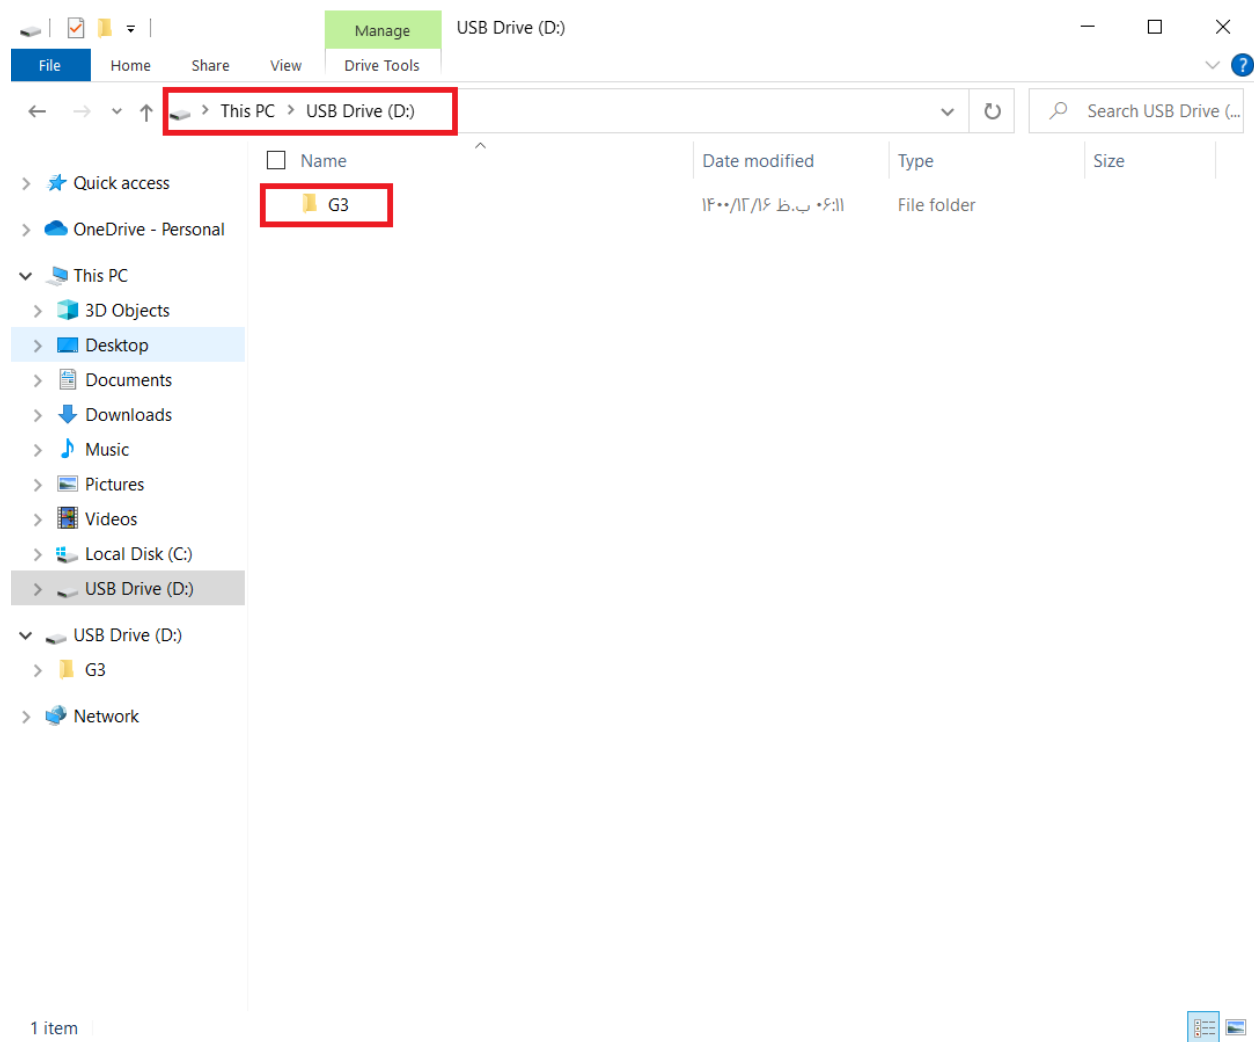 Manage
USB Drive (D:)
File
Home
Share
View
Drive Tools
?
This PC
USB Drive (D:)
Search USB Drive (...
Name
Date modified
Type
Size
G3
۱۴۰۰/۱۲/۱۶ ب.ظ ۰۶:۱۱
File folder
Quick access
OneDrive - Personal
This PC
3D Objects
Desktop
Documents
Downloads
Music
Pictures
Videos
Local Disk (C:)
USB Drive (D:)
USB Drive (D:)
G3
Network
1 item